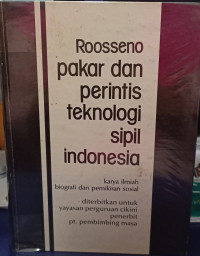 Roosseno
pakar dan
perintis
teknologi
sipil
indonesia
karya ilmiah
biografi dan pemikiran sosial
diterbitkan untuk
yayasan perguruan cikini
penerbit
pt. pembimbing masa